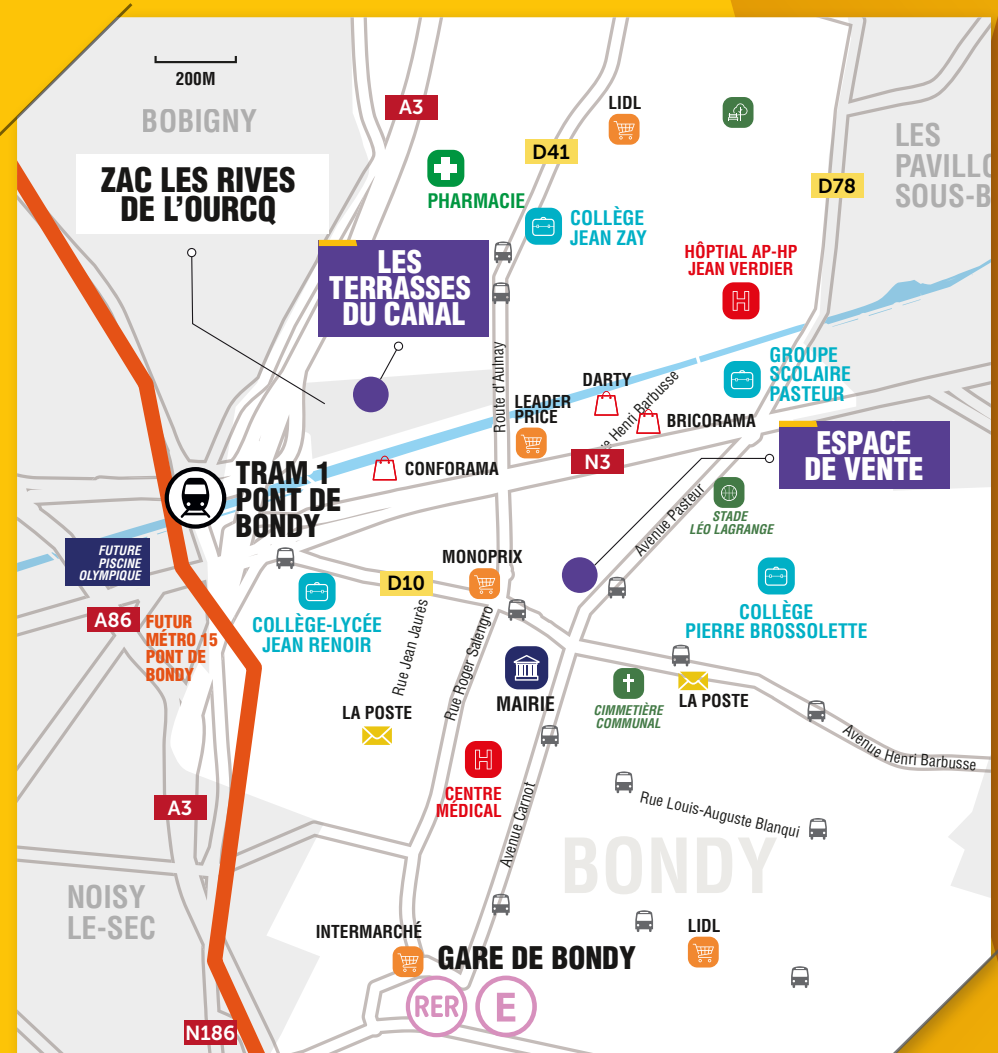 200M
BOBIGNY
A3
LIDL
LES
PAVILLO
SOUS-B
D41
ZAC LES RIVES
DE L'OURCQ
PHARMACIE
D78
COLLÈGE
JEAN ZAY
LES
TERRASSES
DU CANAL
HÔPTIAL AP-HP
JEAN VERDIER
Route d'Aulnay
GROUPE
SCOLAIRE
PASTEUR
DARTY
e Henri Barbusse
LEADER
PRICE
BRICORAMA
N3
ESPACE
DE VENTE
CONFORAMA
TRAM 1
PONT DE
BONDY
Avenue Pasteur
STADE
LÉO LAGRANGE
FUTURE
PISCINE
OLYMPIQUE
MONOPRIX
D10
A86
FUTUR
MÉTRO 15
PONT DE
BONDY
COLLÈGE-LYCÉE
JEAN RENOIR
COLLÈGE
PIERRE BROSSOLETTE
Rue Jean Jaurès
Rue Roger Salengro
MAIRIE
CIMMETIÈRE
COMMUNAL
LA POSTE
LA POSTE
Avenue Henri Barbusse
H
CENTRE
MÉDICAL
A3
Avenue Carnot
Rue Louis-Auguste Blanqui
BONDY
NOISY
LE-SEC
INTERMARCHÉ
GARE DE BONDY
LIDL
RER
E
N186
H